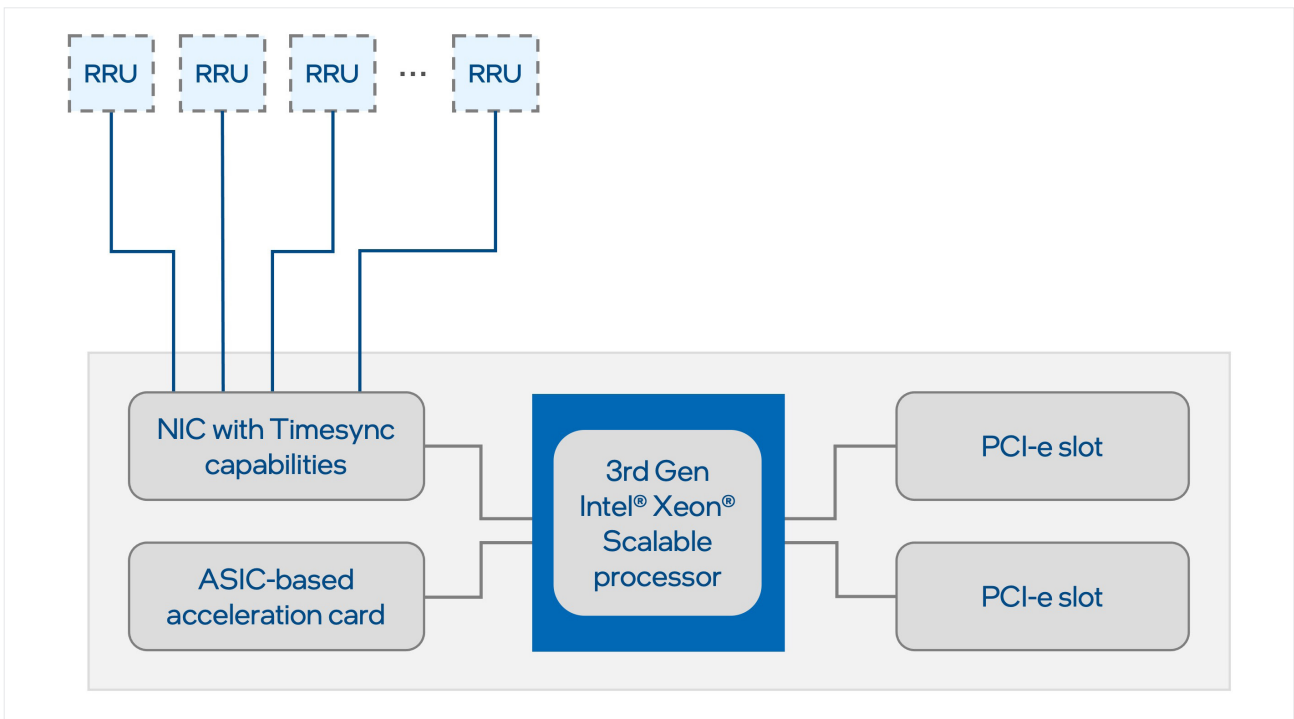 RRU
RRU
RRU
...
RRU
NIC with Timesync
capabilities
3rd Gen
Intel® Xeon®
Scalable
processor
PCI-e slot
ASIC-based
acceleration card
PCI-e slot